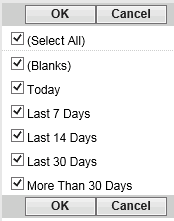 OK Cancel
(Select All)
(Blanks)
Today
Last 7 Days
Last 14 Days
Last 30 Days
More Than 30 Days
OK Cancel